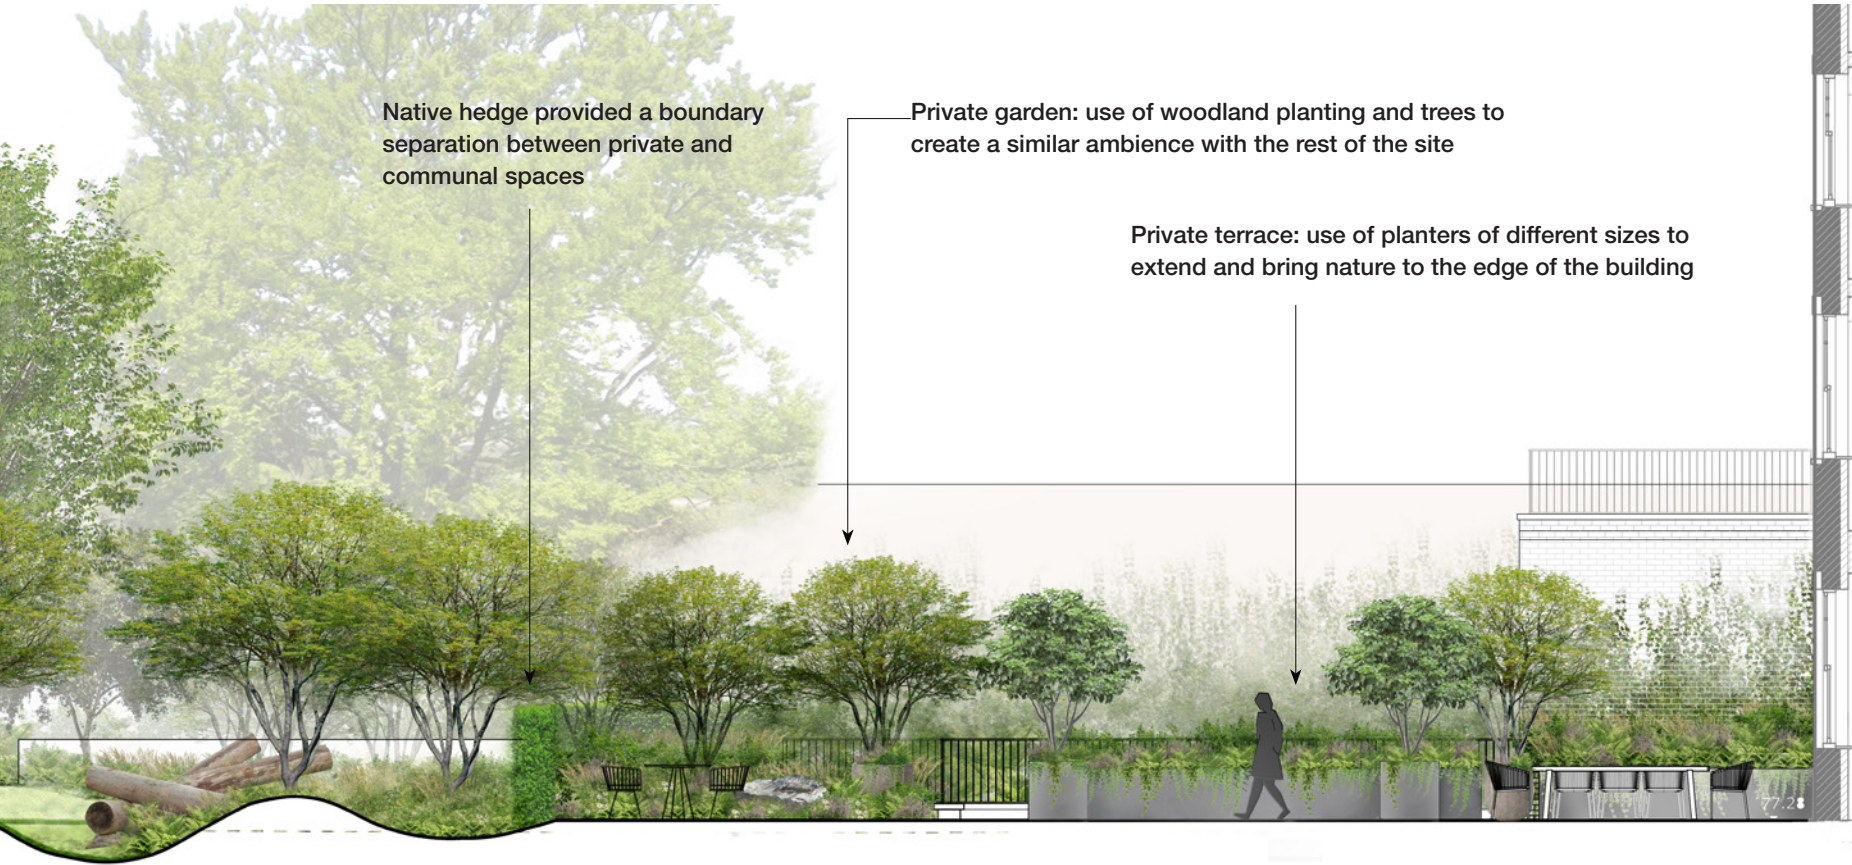 Native hedge provided a boundary
separation between private and
communal spaces
Private garden: use of woodland planting and trees to
create a similar ambience with the rest of the site
Private terrace: use of planters of different sizes to
extend and bring nature to the edge of the building
77.28